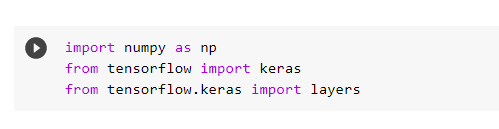 import numpy as np
from tensorflow import keras
from tensorflow.keras import layers